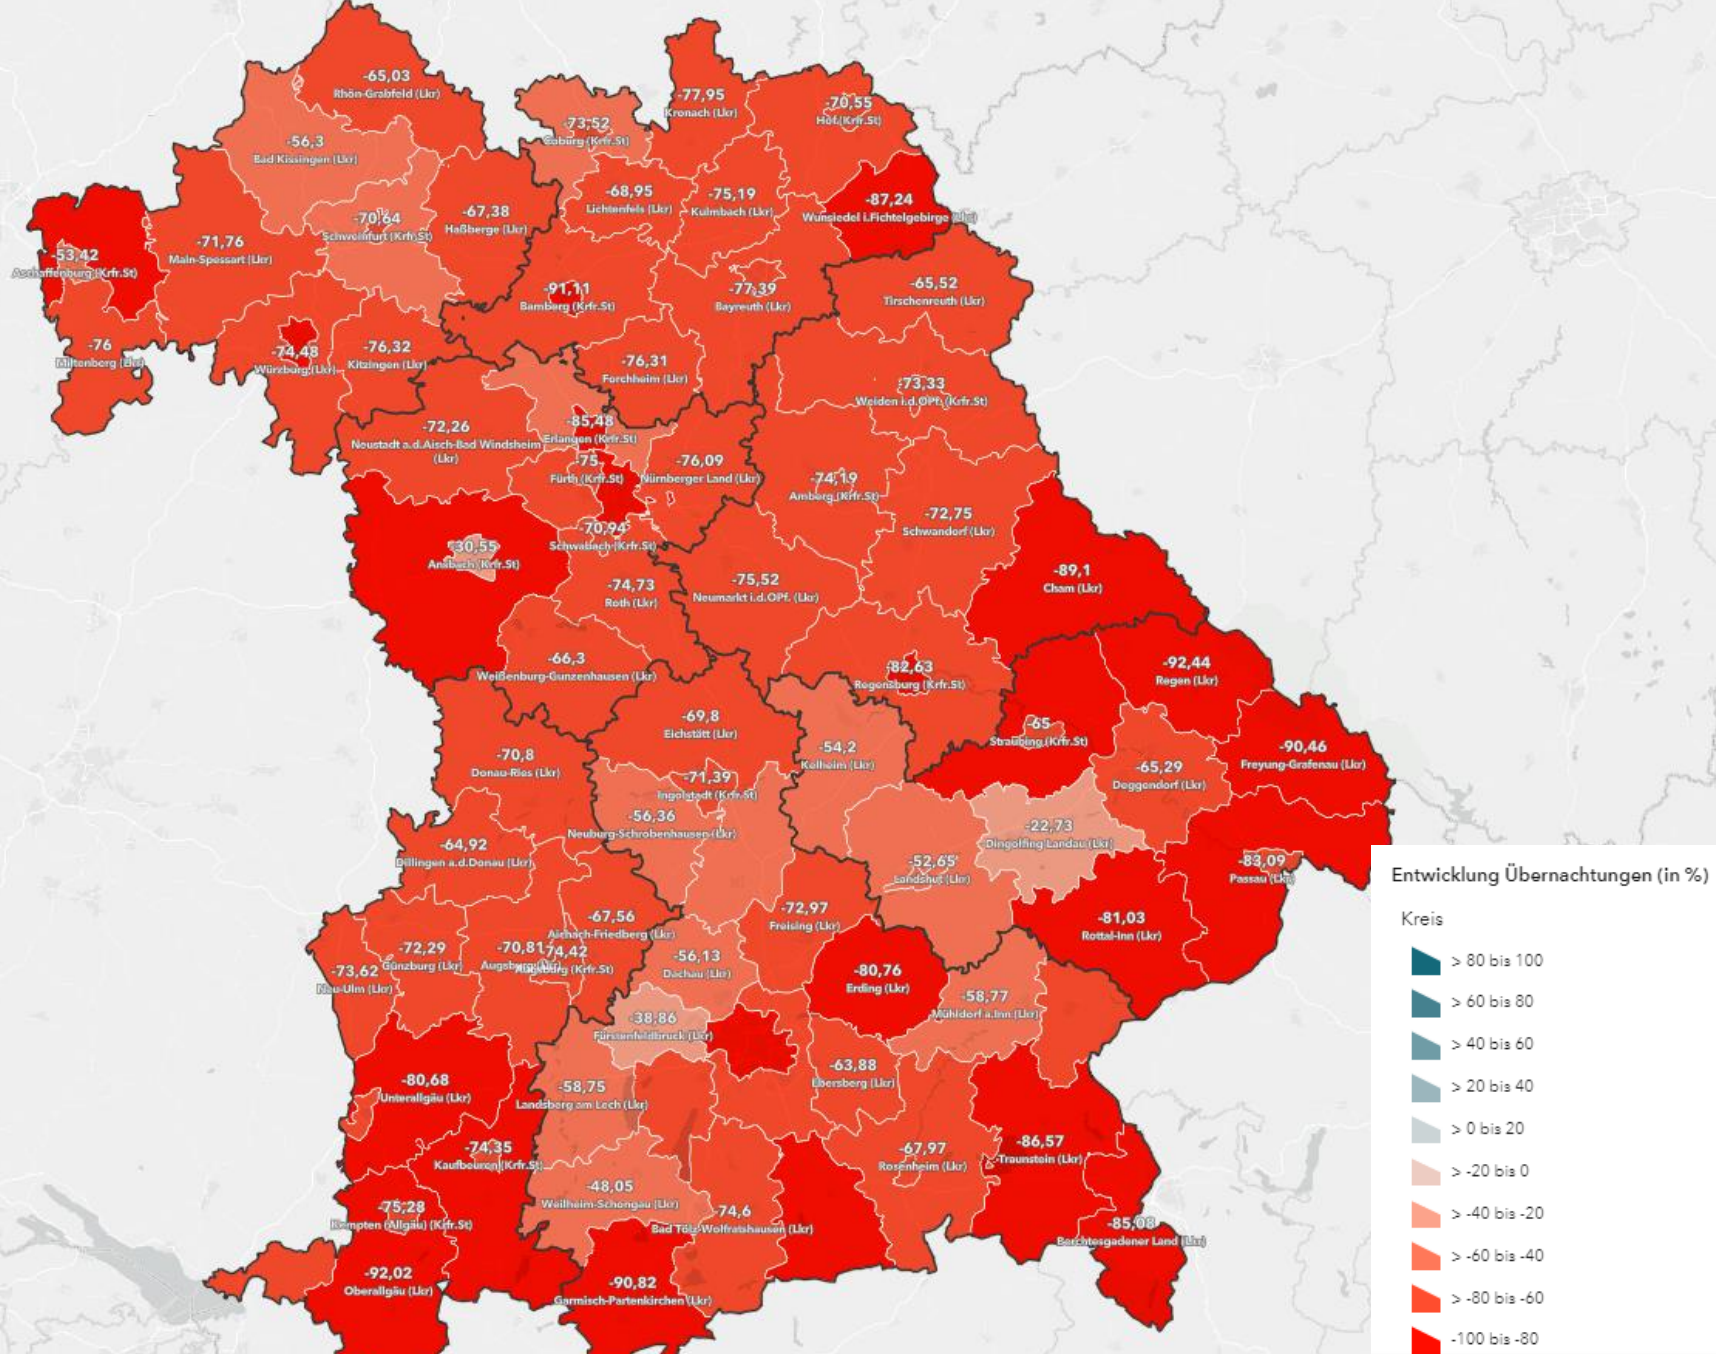 -65,03
Rhön-Grabfeld (Lkr)
-77,95
Kronach (Lkr)
-70,55
Hof (Krfr.St)
-73,52
Coburg (Krfr.St)
-56,3
Bad Kissingen (Lkr)
-68,95
Lichtenfels (Lkr)
-75,19
Kulmbach (Lkr)
-87,24
Wunsiedel i.Fichtelgebirge (Lkr)
-70,64
Schweinfurt (Krfr.St)
-67,38
Haßberge (Lkr)
-71,76
Main-Spessart (Lkr)
-53,42
Aschaffenburg (Krfr.St)
-91,11
Bamberg (Krfr.St)
-77,39
Bayreuth (Lkr)
-65,52
Tirschenreuth (Lkr)
-76
Miltenberg (Lkr)
-74,48
Würzburg (Lkr)
-76,32
Kitzingen (Lkr)
-76,31
Forchheim (Lkr)
-73,33
Weiden i.d.OPf. (Krfr.St)
-72,26
Neustadt a.d.Aisch-Bad Windsheim
(Lkr)
-85,48
Erlangen (Krfr.St)
-75
Fürth (Krfr.St)
-76,09
Nürnberger Land (Lkr)
-74,19
Amberg (Krfr.St)
-72,75
Schwandorf (Lkr)
-70,94
Schwabach (Krfr.St)
-30,55
Ansbach (Krfr.St)
-74,73
Roth (Lkr)
-75,52
Neumarkt i.d.OPf. (Lkr)
-89,1
Cham (Lkr)
-66,3
Weißenburg-Gunzenhausen (Lkr)
-82,63
Regensburg (Krfr.St)
-92,44
Regen (Lkr)
-69,8
Eichstätt (Lkr)
-65
Straubing (Krfr.St)
-90,46
Freyung-Grafenau (Lkr)
-70,8
Donau-Ries (Lkr)
-54,2
Kelheim (Lkr)
-65,29
Deggendorf (Lkr)
-71,39
Ingolstadt (Krfr.St)
-56,36
Neuburg-Schrobenhausen (Lkr)
-22,73
Dingolfing-Landau (Lkr)
-64,92
Dillingen a.d.Donau (Lkr)
-52,65
Landshut (Lkr)
-83,09
Passau (Lkr)
-67,56
Aichach-Friedberg (Lkr)
-72,97
Freising (Lkr)
-81,03
Rottal-Inn (Lkr)
-72,29
Günzburg (Lkr)
-70,81
Augsburg (Lkr)
-74,42
Augsburg (Krfr.St)
-73,62
Neu-Ulm (Lkr)
-56,13
Dachau (Lkr)
-80,76
Erding (Lkr)
-58,77
Mühldorf a.Inn (Lkr)
-38,86
Fürstenfeldbruck (Lkr)
-63,88
Ebersberg (Lkr)
-80,68
Unterallgäu (Lkr)
-58,75
Landsberg am Lech (Lkr)
-74,35
Kaufbeuren (Krfr.St)
-67,97
Rosenheim (Lkr)
-86,57
Traunstein (Lkr)
-48,05
Weilheim-Schongau (Lkr)
-75,28
Kempten (Allgäu) (Krfr.St)
-74,6
Bad Tölz-Wolfratshausen (Lkr)
-85,08
Berchtesgadener Land (Lkr)
-92,02
Oberallgäu (Lkr)
-90,82
Garmisch-Partenkirchen (Lkr)
Entwicklung Übernachtungen (in %)
Kreis
> 80 bis 100
> 60 bis 80
> 40 bis 60
> 20 bis 40
> 0 bis 20
> -20 bis 0
> -40 bis -20
> -60 bis -40
> -80 bis -60
-100 bis -80